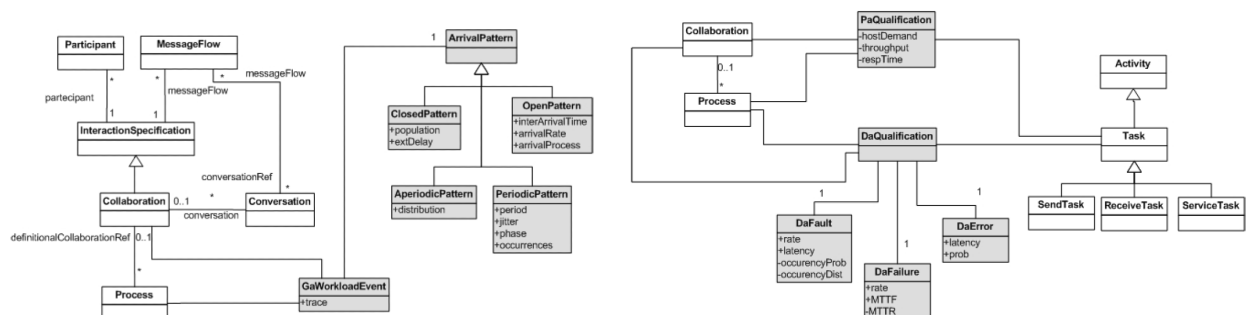 Participant
MessageFlow
*
*
*
messageFlow
partecipant
messageFlow
1
1
InteractionSpecification
conversationRef
*
*
Collaboration
0..1
conversation
Conversation
definitionalCollaborationRef
0..1
*
Process
1
ArrivalPattern
ClosedPattern
+population
+extDelay
OpenPattern
+interArrivalTime
+arrivalRate
+arrivalProcess
AperiodicPattern
+distribution
PeriodicPattern
+period
+jitter
+phase
+occurrences
GaWorkloadEvent
+trace
Collaboration
0..1
*
Process
PaQualification
-hostDemand
-throughput
-respTime
Activity
DaQualification
Task
SendTask
ReceiveTask
ServiceTask
1
1
1
DaFault
+rate
+latency
-occurencyProb
-occurencyDist
DaFailure
+rate
+MTTF
-MTTR
DaError
+latency
+prob